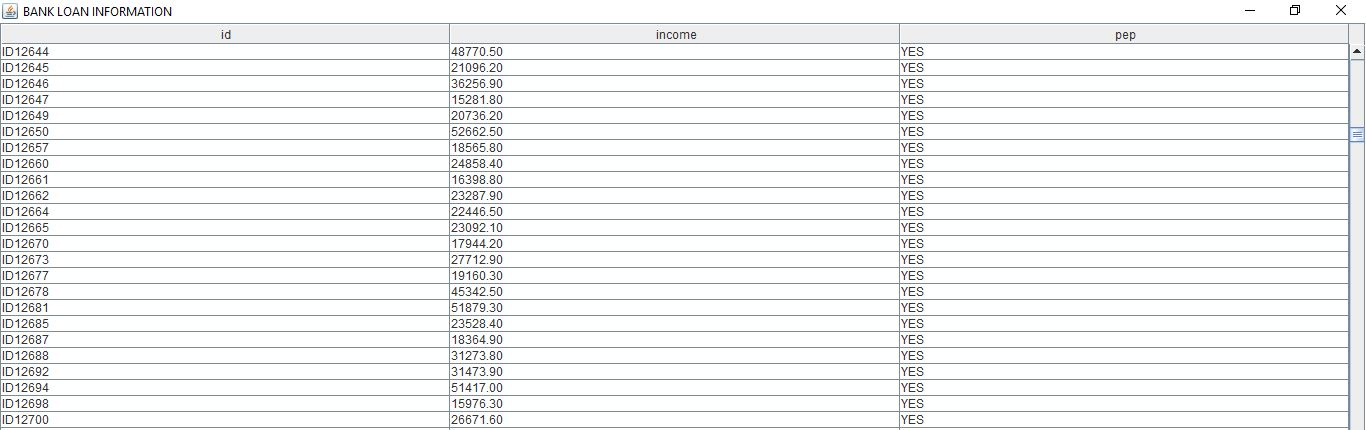 BANK LOAN INFORMATION
id income pep
ID12644 48770.50 YES
ID12645 21096.20 YES
ID12646 36256.90 YES
ID12647 15281.80 YES
ID12649 20736.20 YES
ID12650 52662.50 YES
ID12657 18565.80 YES
ID12660 24858.40 YES
ID12661 16398.80 YES
ID12662 23287.90 YES
ID12664 22446.50 YES
ID12665 23092.10 YES
ID12670 17944.20 YES
ID12673 27712.90 YES
ID12677 19160.30 YES
ID12678 45342.50 YES
ID12681 51879.30 YES
ID12685 23528.40 YES
ID12687 18364.90 YES
ID12688 31273.80 YES
ID12692 31473.90 YES
ID12694 51417.00 YES
ID12698 15976.30 YES
ID12700 26671.60 YES